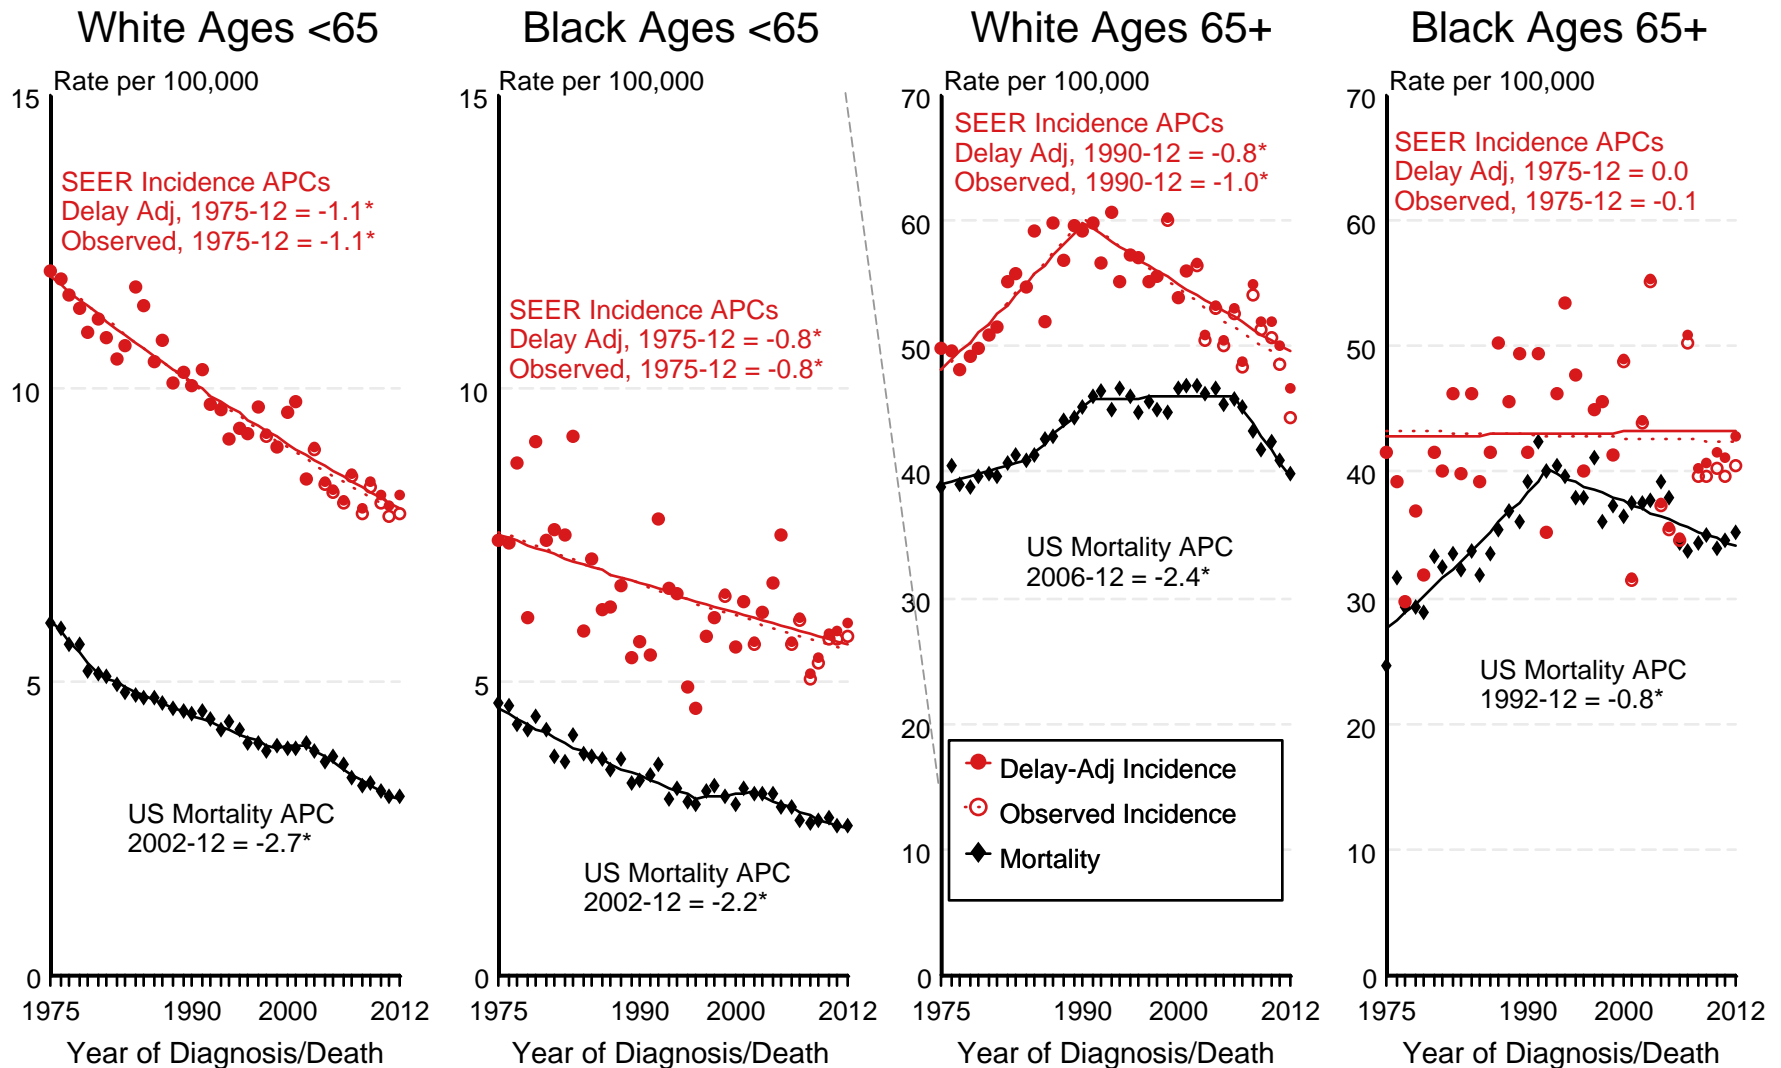 White Ages <65
Rate per 100,000
15
10
5
0
SEER Incidence APCs
Delay Adj, 1975-12 = -1.1*
Observed, 1975-12 = -1.1*
US Mortality APC
2002-12 = -2.7*
1975
1990
2000
2012
Year of Diagnosis/Death
Black Ages <65
Rate per 100,000
15
10
5
0
SEER Incidence APCs
Delay Adj, 1975-12 = -0.8*
Observed, 1975-12 = -0.8*
US Mortality APC
2002-12 = -2.2*
1975
1990
2000
2012
Year of Diagnosis/Death
White Ages 65+
Rate per 100,000
70
60
50
40
30
20
10
0
SEER Incidence APCs
Delay Adj, 1990-12 = -0.8*
Observed, 1990-12 = -1.0*
US Mortality APC
2006-12 = -2.4*
Delay-Adj Incidence
Observed Incidence
Mortality
1975
1990
2000
2012
Year of Diagnosis/Death
Black Ages 65+
Rate per 100,000
70
60
50
40
30
20
10
0
SEER Incidence APCs
Delay Adj, 1975-12 = 0.0
Observed, 1975-12 = -0.1
US Mortality APC
1992-12 = -0.8*
1975
1990
2000
2012
Year of Diagnosis/Death